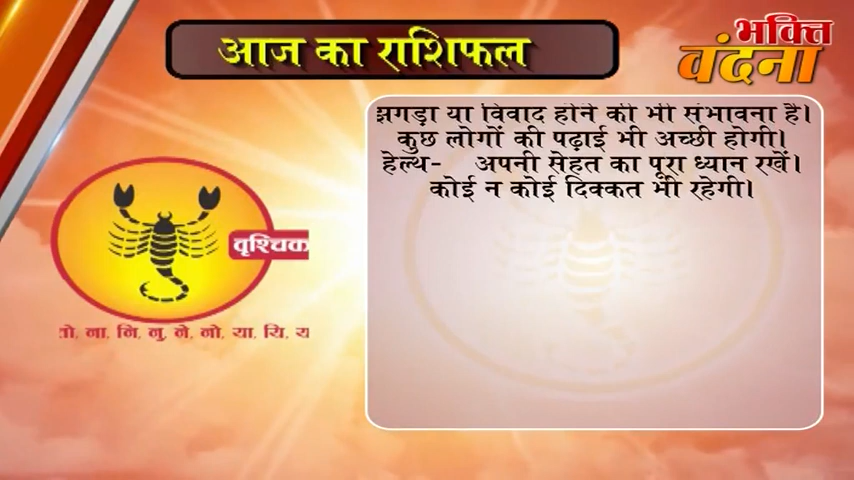 आज का राशिफल
भक्ति
वंदना
झगड़ा या विवाद होने की भी संभावना है।
कुछ लोगों की पढ़ाई भी अच्छी होगी।
हेल्थ- अपनी सेहत का पूरा ध्यान रखें।
कोई न कोई दिक्कत भी रहेगी।
वृश्चिक
ना, नि, नु, ने, नो, या, यि,